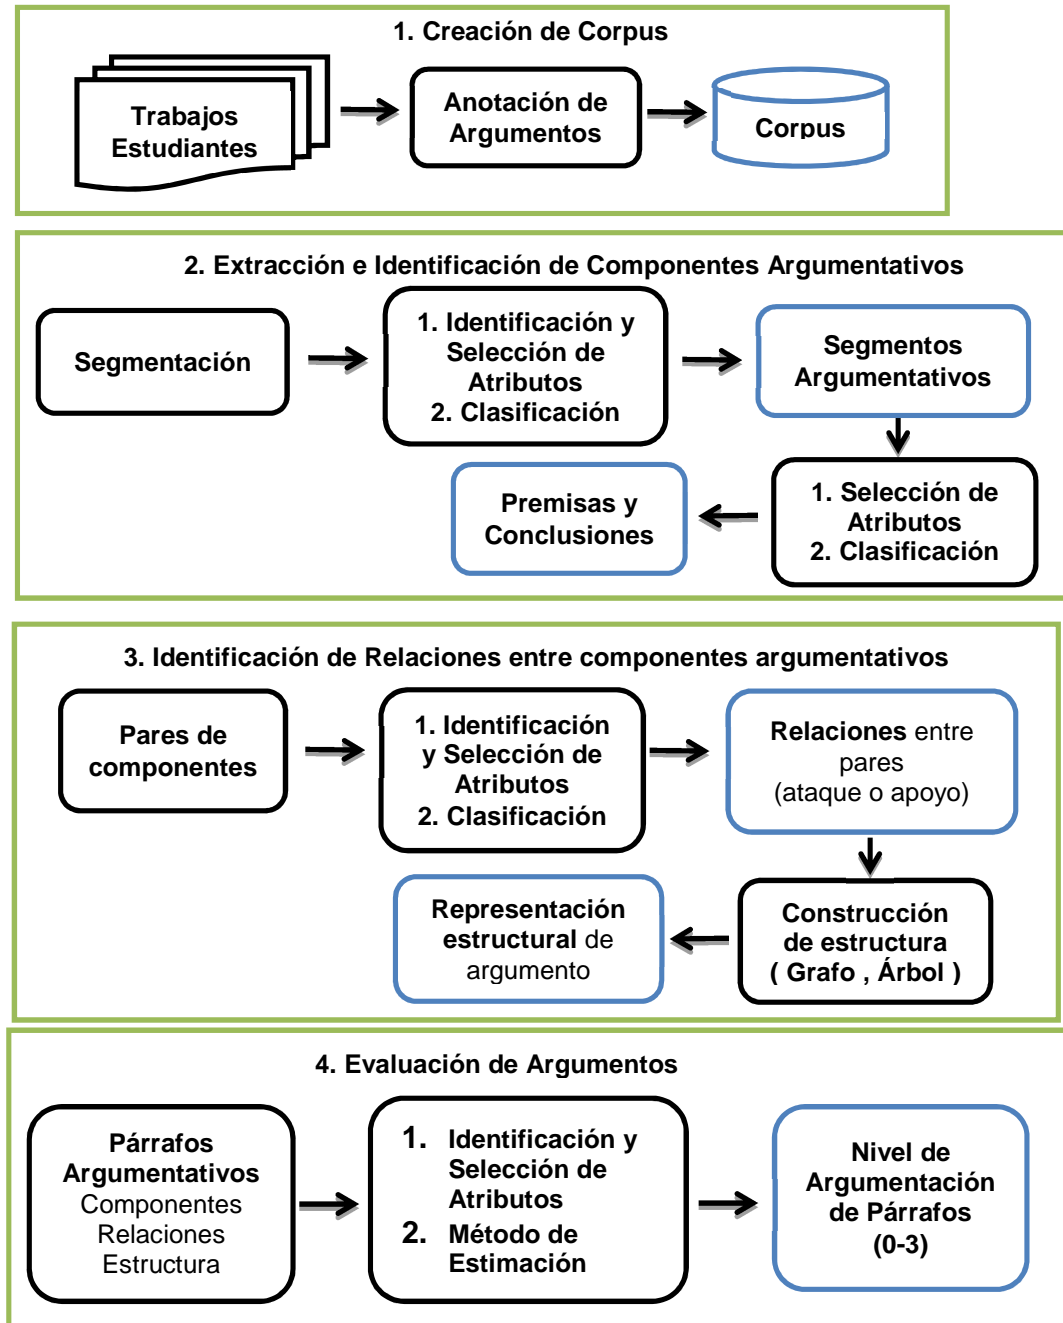 1. Creación de Corpus
Trabajos
Estudiantes
Anotación de
Argumentos
Corpus
2. Extracción e Identificación de Componentes Argumentativos
Segmentación
1. Identificación y
Selección de
Atributos
2. Clasificación
Segmentos
Argumentativos
Premisas y
Conclusiones
1. Selección de
Atributos
2. Clasificación
3. Identificación de Relaciones entre componentes argumentativos
Pares de
componentes
1. Identificación
y Selección de
Atributos
2. Clasificación
Relaciones entre
pares
(ataque o apoyo)
Representación
estructural de
argumento
Construcción
de estructura
( Grafo , Árbol )
4. Evaluación de Argumentos
Párrafos
Argumentativos
Componentes
Relaciones
Estructura
1. Identificación y
Selección de
Atributos
2. Método de
Estimación
Nivel de
Argumentación
de Párrafos
(0-3)